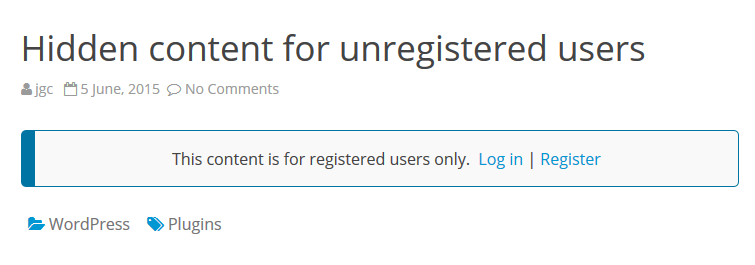 Hidden content for unregistered users
jgc 5 June, 2015 No Comments
This content is for registered users only. Log in | Register
WordPress Plugins